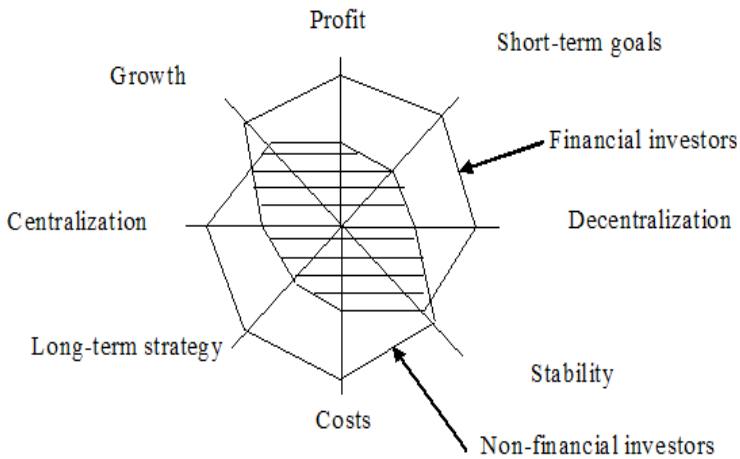 Profit
Short-term goals
Growth
Financial investors
Centralization
Decentralization
Long-term strategy
Stability
Costs
Non-financial investors